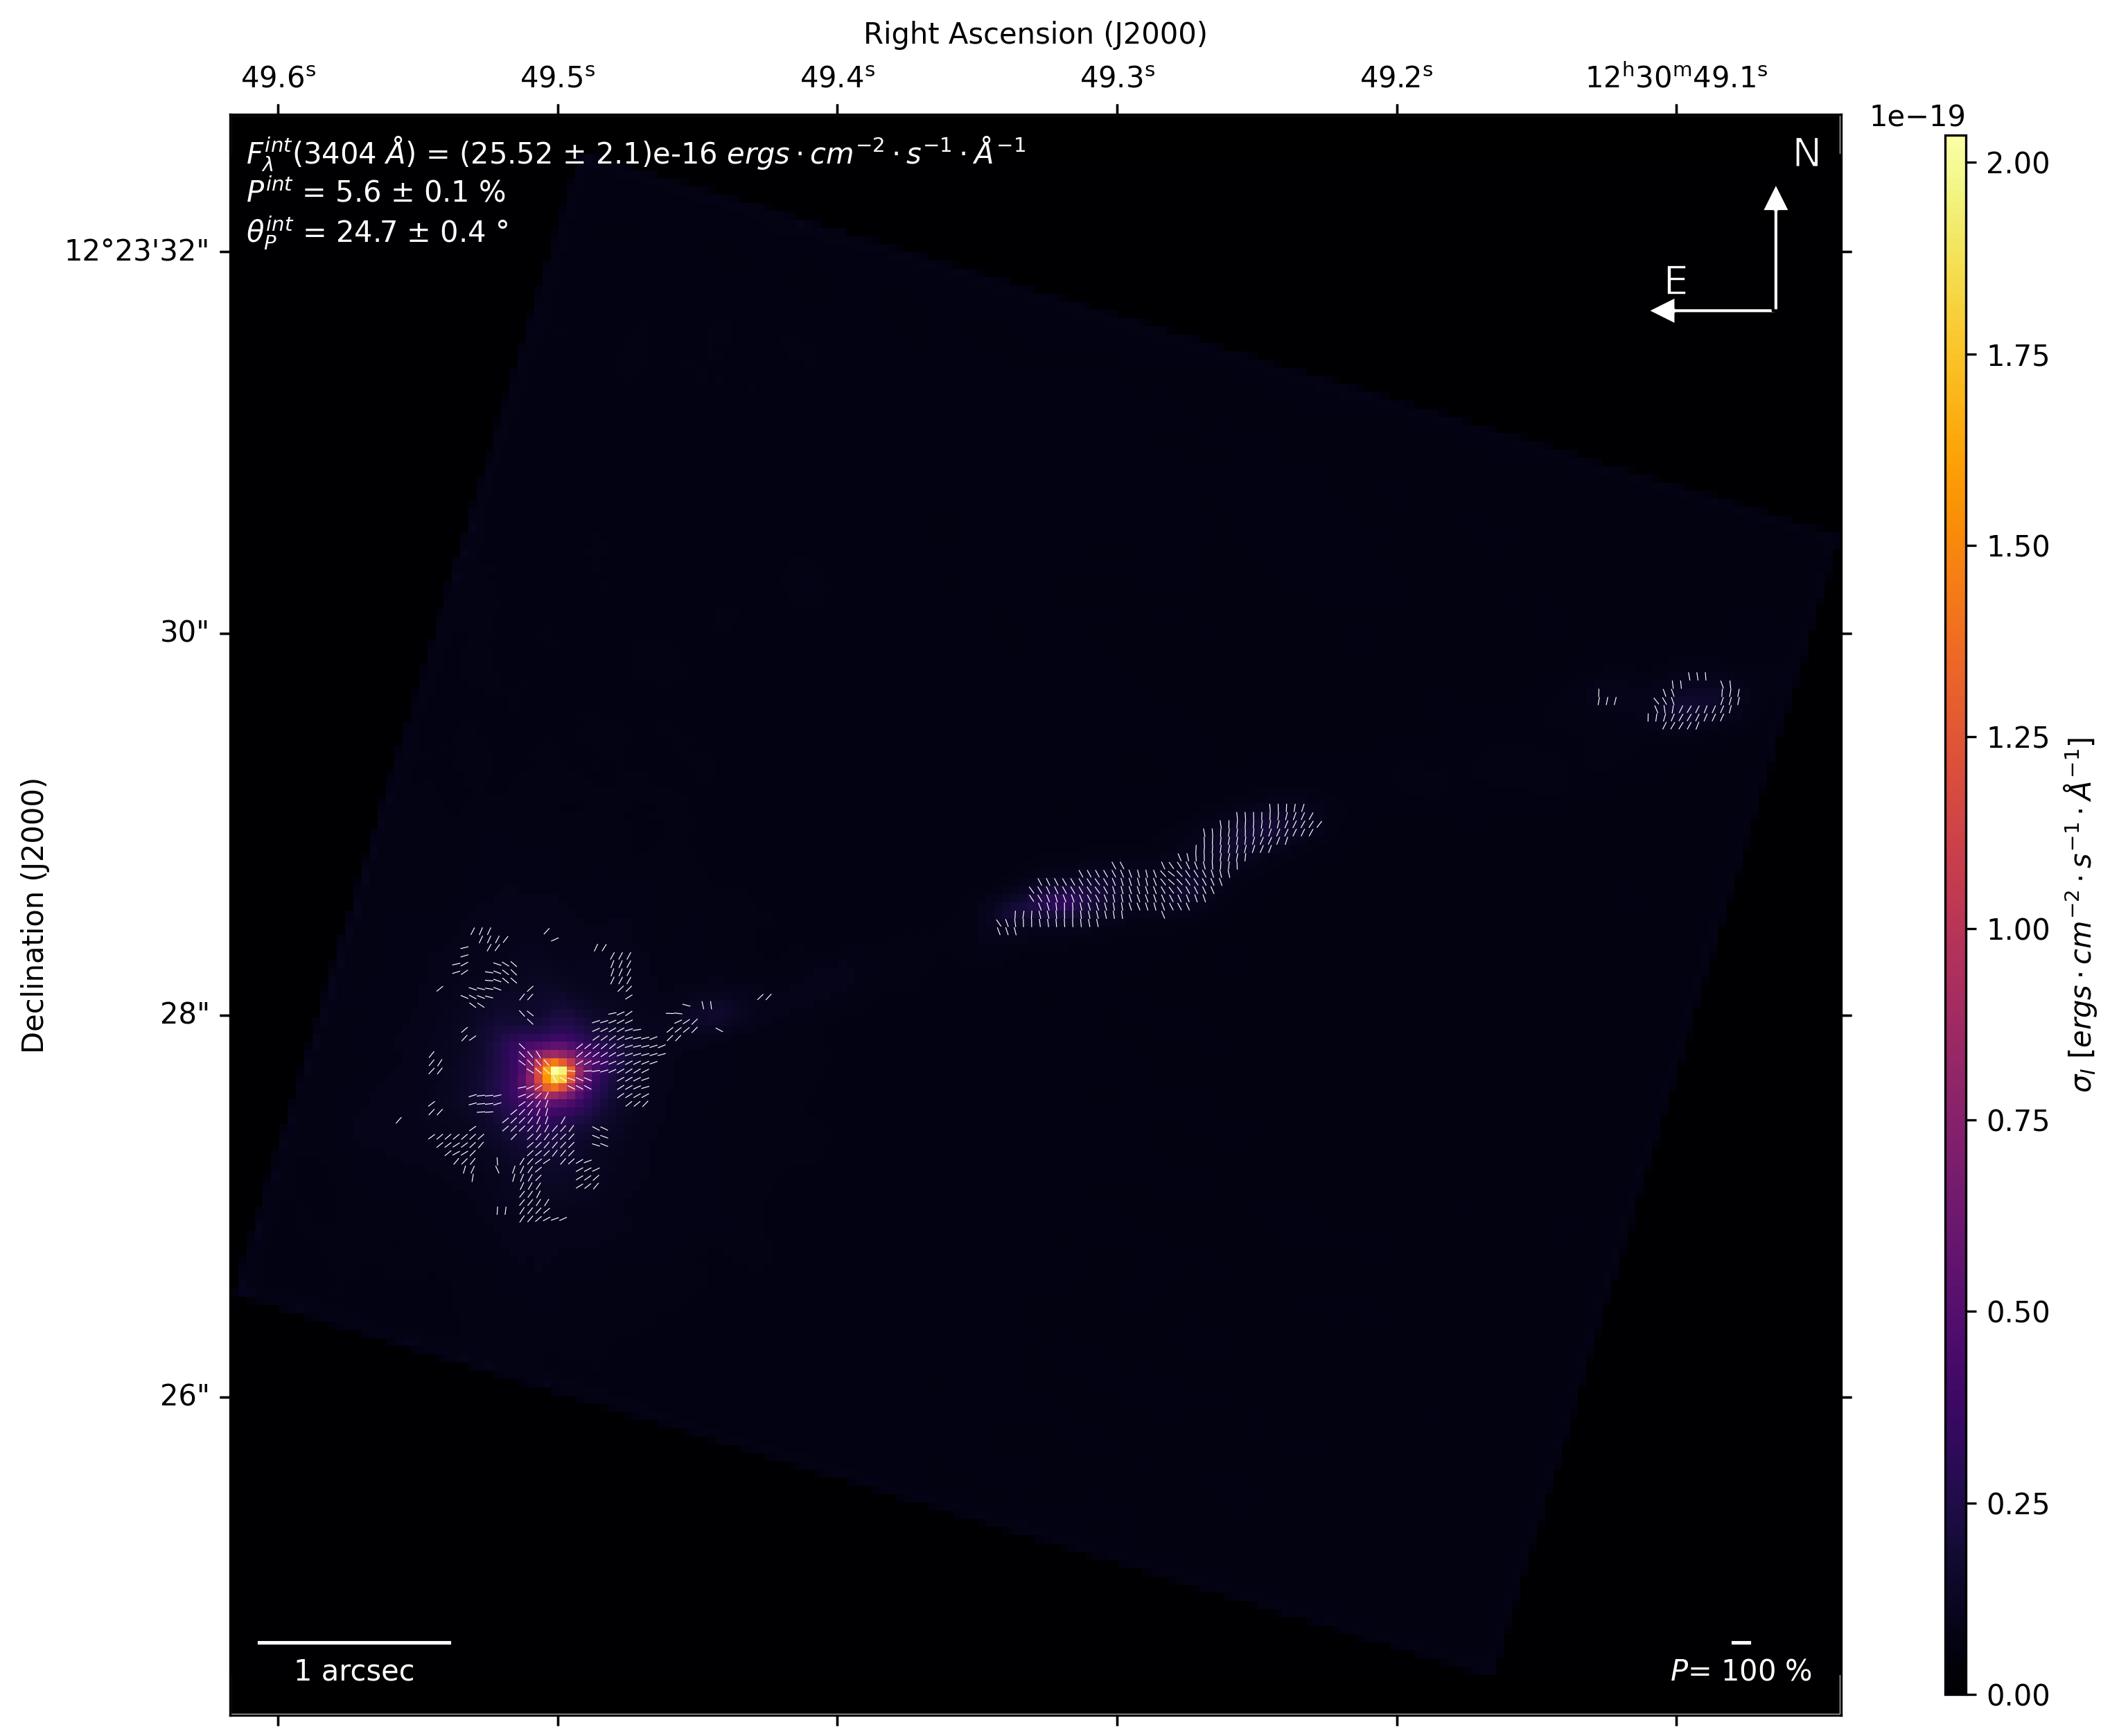 Right Ascension (J2000)
49.6ˢ 49.5ˢ 49.4ˢ 49.3ˢ 49.2ˢ 12ʰ30ᵐ49.1ˢ
1e−19
F_λ^int(3404 Å) = (25.52 ± 2.1)e-16 ergs · cm⁻² · s⁻¹ · Å⁻¹
P^int = 5.6 ± 0.1 %
θ_P^int = 24.7 ± 0.4 °
N
E
12°23'32"
30"
28"
26"
Declination (J2000)
1 arcsec
P= 100 %
2.00
1.75
1.50
1.25
1.00
0.75
0.50
0.25
0.00
σ_I [ergs · cm⁻² · s⁻¹ · Å⁻¹]